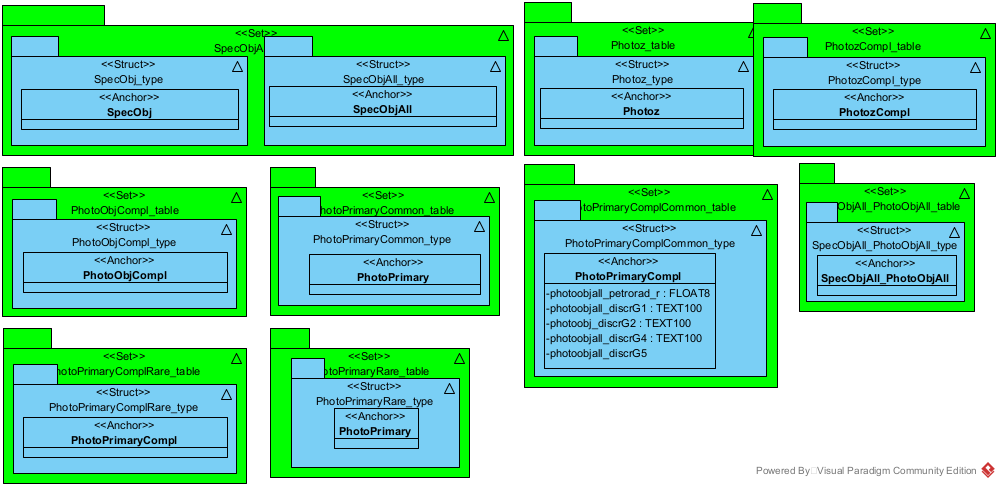 <<Set>>
SpecObjA
<<Struct>>
SpecObj_type
<<Anchor>>
SpecObj
<<Struct>>
SpecObjAll_type
<<Anchor>>
SpecObjAll
<<Set>>
Photoz_table
<<Struct>>
Photoz_type
<<Anchor>>
Photoz
<<Set>>
PhotozCompl_table
<<Struct>>
PhotozCompl_type
<<Anchor>>
PhotozCompl
<<Set>>
PhotoObjCompl_table
<<Struct>>
PhotoObjCompl_type
<<Anchor>>
PhotoObjCompl
<<Set>>
hotoPrimaryCommon_table
<<Struct>>
PhotoPrimaryCommon_type
<<Anchor>>
PhotoPrimary
<<Set>>
otoPrimaryComplCommon_table
<<Struct>>
PhotoPrimaryComplCommon_type
<<Anchor>>
PhotoPrimaryCompl
-photoobjall_petrorad_r : FLOAT8
-photoobjall_discrG1 : TEXT100
-photoobj_discrG2 : TEXT100
-photoobjall_discrG4 : TEXT100
-photoobjall_discrG5
<<Set>>
ObjAll_PhotoObjAll_table
<<Struct>>
SpecObjAll_PhotoObjAll_type
<<Anchor>>
SpecObjAll_PhotoObjAll
<<Set>>
otoPrimaryComplRare_table
<<Struct>>
PhotoPrimaryComplRare_type
<<Anchor>>
PhotoPrimaryCompl
<<Set>>
otoPrimaryRare_table
<<Struct>>
PhotoPrimaryRare_type
<<Anchor>>
PhotoPrimary
Powered By Visual Paradigm Community Edition